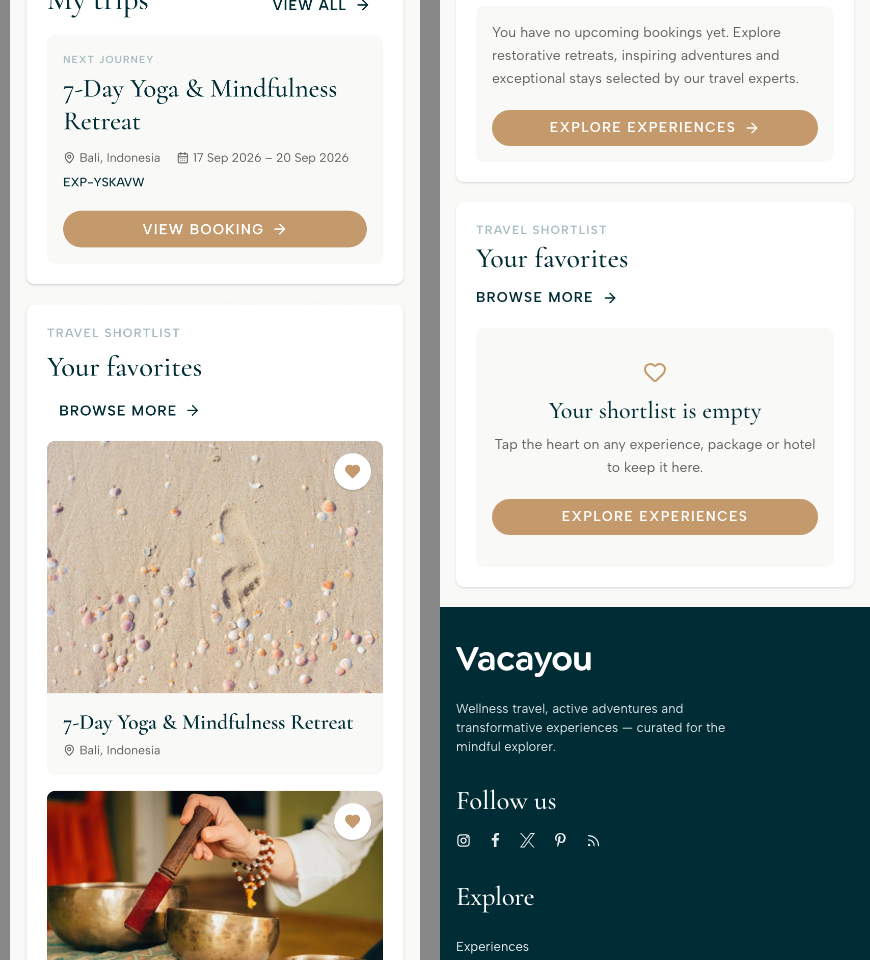 My trips
VIEW ALL
NEXT JOURNEY
7-Day Yoga & Mindfulness
Retreat
Bali, Indonesia
17 Sep 2026 – 20 Sep 2026
EXP-YSKAVW
VIEW BOOKING
TRAVEL SHORTLIST
Your favorites
BROWSE MORE
7-Day Yoga & Mindfulness Retreat
Bali, Indonesia
You have no upcoming bookings yet. Explore
restorative retreats, inspiring adventures and
exceptional stays selected by our travel experts.
EXPLORE EXPERIENCES
TRAVEL SHORTLIST
Your favorites
BROWSE MORE
Your shortlist is empty
Tap the heart on any experience, package or hotel
to keep it here.
EXPLORE EXPERIENCES
Vacayou
Wellness travel, active adventures and
transformative experiences — curated for the
mindful explorer.
Follow us
Explore
Experiences